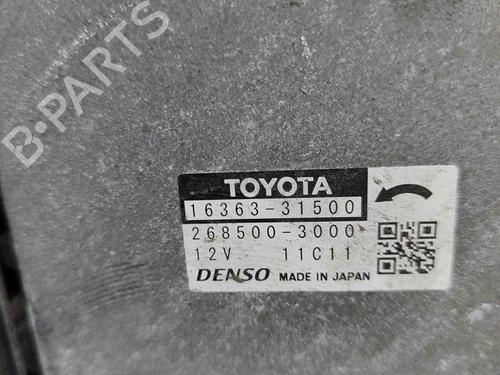 B-PARTS
TOYOTA
16363-31500
268500-3000
12V 11C11
DENSO MADE IN JAPAN